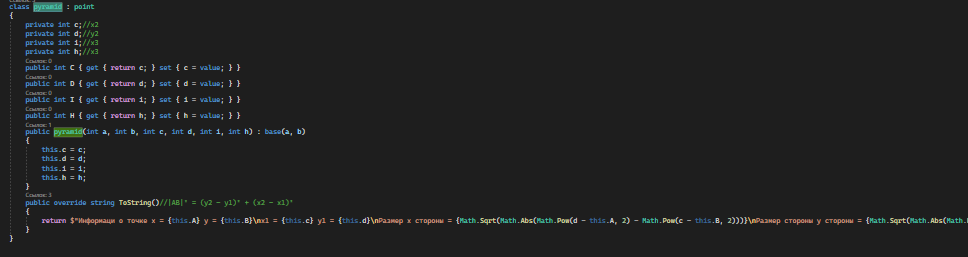 class pyramid : point
{
private int c;//x2
private int d;//y2
private int i;//x3
private int h;//x3
Ссылок: 0
public int C { get { return c; } set { c = value; } }
Ссылок: 0
public int D { get { return d; } set { d = value; } }
Ссылок: 0
public int I { get { return i; } set { i = value; } }
Ссылок: 0
public int H { get { return h; } set { h = value; } }
Ссылок: 1
public pyramid(int a, int b, int c, int d, int i, int h) : base(a, b)
{
this.c = c;
this.d = d;
this.i = i;
this.h = h;
}
Ссылок: 3
public override string ToString()//|AB|² = (y2 - y1)² + (x2 - x1)²
{
return $"Информаци о точке x = {this.A} y = {this.B}\nx1 = {this.c} y1 = {this.d}\nРазмер x стороны = {Math.Sqrt(Math.Abs(Math.Pow(d - this.A, 2) - Math.Pow(c - this.B, 2)))}\nРазмер стороны y стороны = {Math.Sqrt(Math.Abs(Math.
}
}